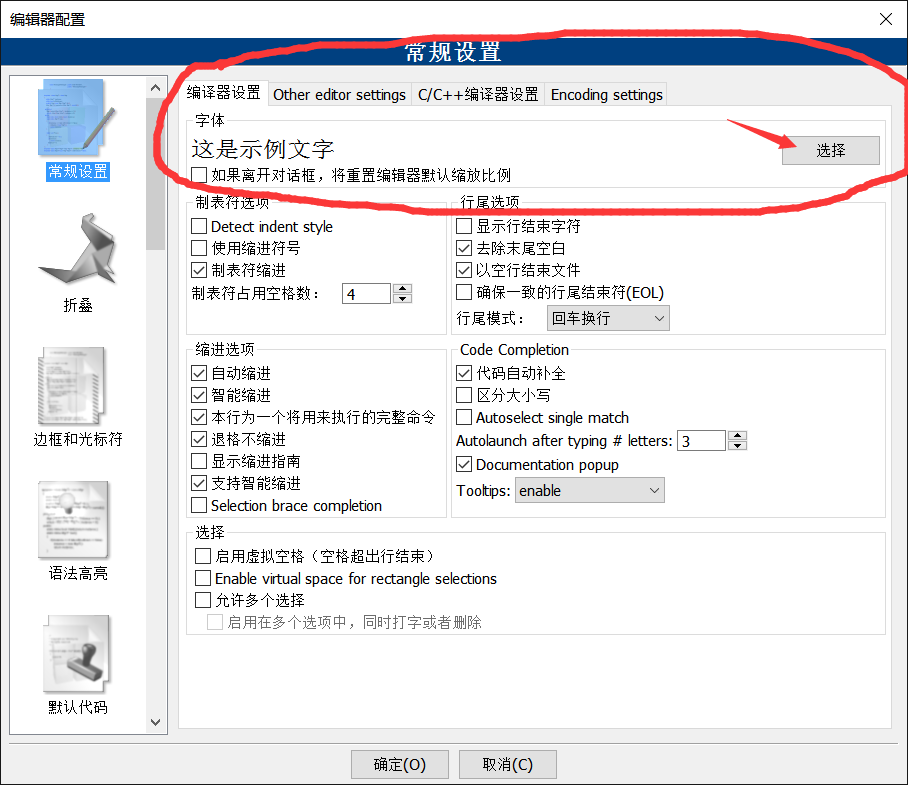 编辑器配置
常规设置
常规设置
折叠
边框和光标符
语法高亮
默认代码
编译器设置 Other editor settings C/C++编译器设置 Encoding settings
字体
这是示例文字
选择
如果离开对话框，将重置编辑器默认缩放比例
制表符选项
Detect indent style
使用缩进符号
制表符缩进
制表符占用空格数： 4
行尾选项
显示行结束字符
去除末尾空白
以空行结束文件
确保一致的行尾结束符(EOL)
行尾模式： 回车换行
缩进选项
自动缩进
智能缩进
本行为一个将用来执行的完整命令
退格不缩进
显示缩进指南
支持智能缩进
Selection brace completion
Code Completion
代码自动补全
区分大小写
Autoselect single match
Autolaunch after typing # letters: 3
Documentation popup
Tooltips: enable
选择
启用虚拟空格（空格超出行结束）
Enable virtual space for rectangle selections
允许多个选择
启用在多个选项中，同时打字或者删除
确定(O) 取消(C)